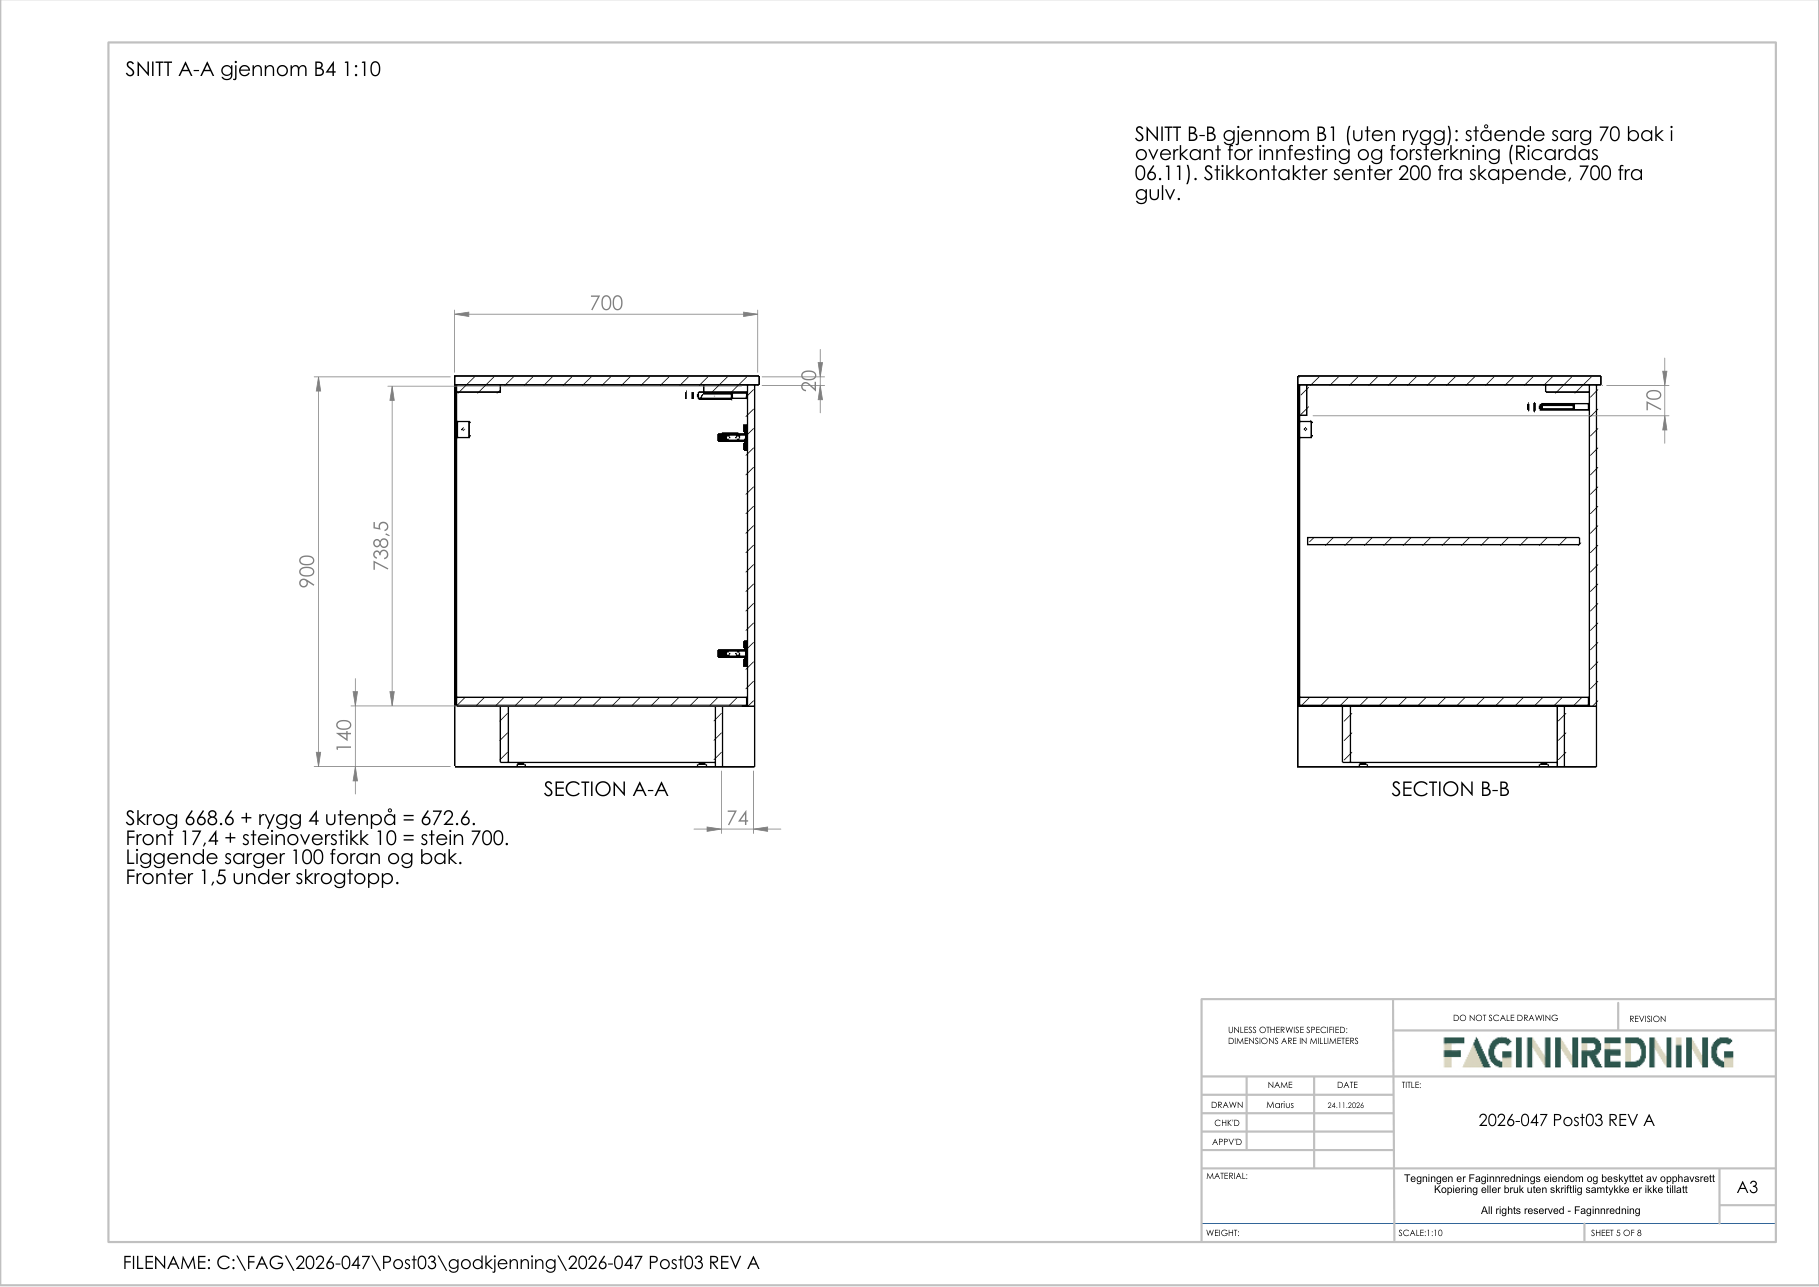 SNITT A-A gjennom B4 1:10
SNITT B-B gjennom B1 (uten rygg): stående sarg 70 bak i
overkant for innfesting og forsterkning (Ricardas
06.11). Stikkontakter senter 200 fra skapende, 700 fra
gulv.
700
20
900
738,5
140
74
SECTION A-A
70
SECTION B-B
Skrog 668.6 + rygg 4 utenpå = 672.6.
Front 17,4 + steinoverstikk 10 = stein 700.
Liggende sarger 100 foran og bak.
Fronter 1,5 under skrogtopp.
UNLESS OTHERWISE SPECIFIED:
DIMENSIONS ARE IN MILLIMETERS
DO NOT SCALE DRAWING
REVISION
FAGINNREDNING
NAME
DATE
TITLE:
DRAWN
Marius
24.11.2026
CHK'D
APPV'D
2026-047 Post03 REV A
MATERIAL:
Tegningen er Faginnrednings eiendom og beskyttet av opphavsrett
Kopiering eller bruk uten skriftlig samtykke er ikke tillatt
All rights reserved - Faginnredning
A3
WEIGHT:
SCALE:1:10
SHEET 5 OF 8
FILENAME: C:\FAG\2026-047\Post03\godkjenning\2026-047 Post03 REV A